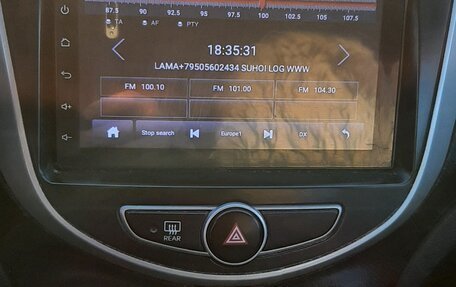 87.5 90 92.5 95 97.5 100 102.5 105 107.5
TA AF PTY
18:35:31
LAMA+79505602434 SUHOI LOG WWW
FM 100.10 FM 101.00 FM 104.30
Stop search Europe1 DX
REAR